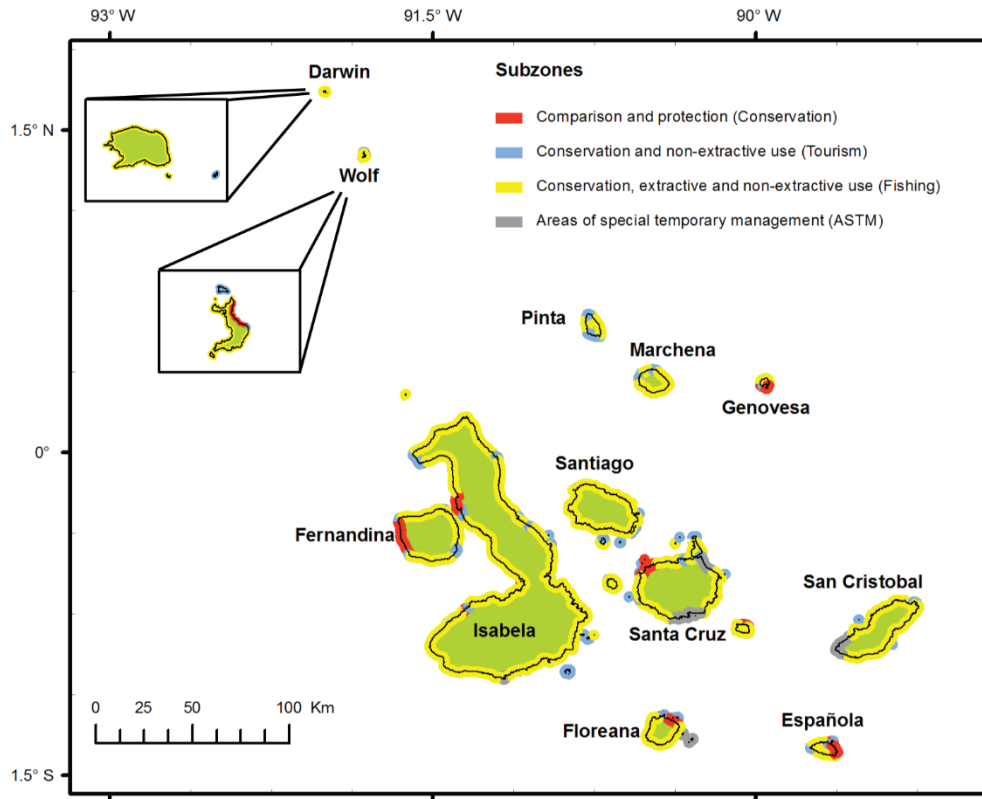 93° W
91.5° W
90° W
Darwin
Subzones
Comparison and protection (Conservation)
1.5° N
Conservation and non-extractive use (Tourism)
Wolf
Conservation, extractive and non-extractive use (Fishing)
Areas of special temporary management (ASTM)
Pinta
Marchena
Genovesa
0°
Santiago
Fernandina
San Cristobal
Isabela
Santa Cruz
0 25 50 100 Km
Floreana
Española
1.5° S